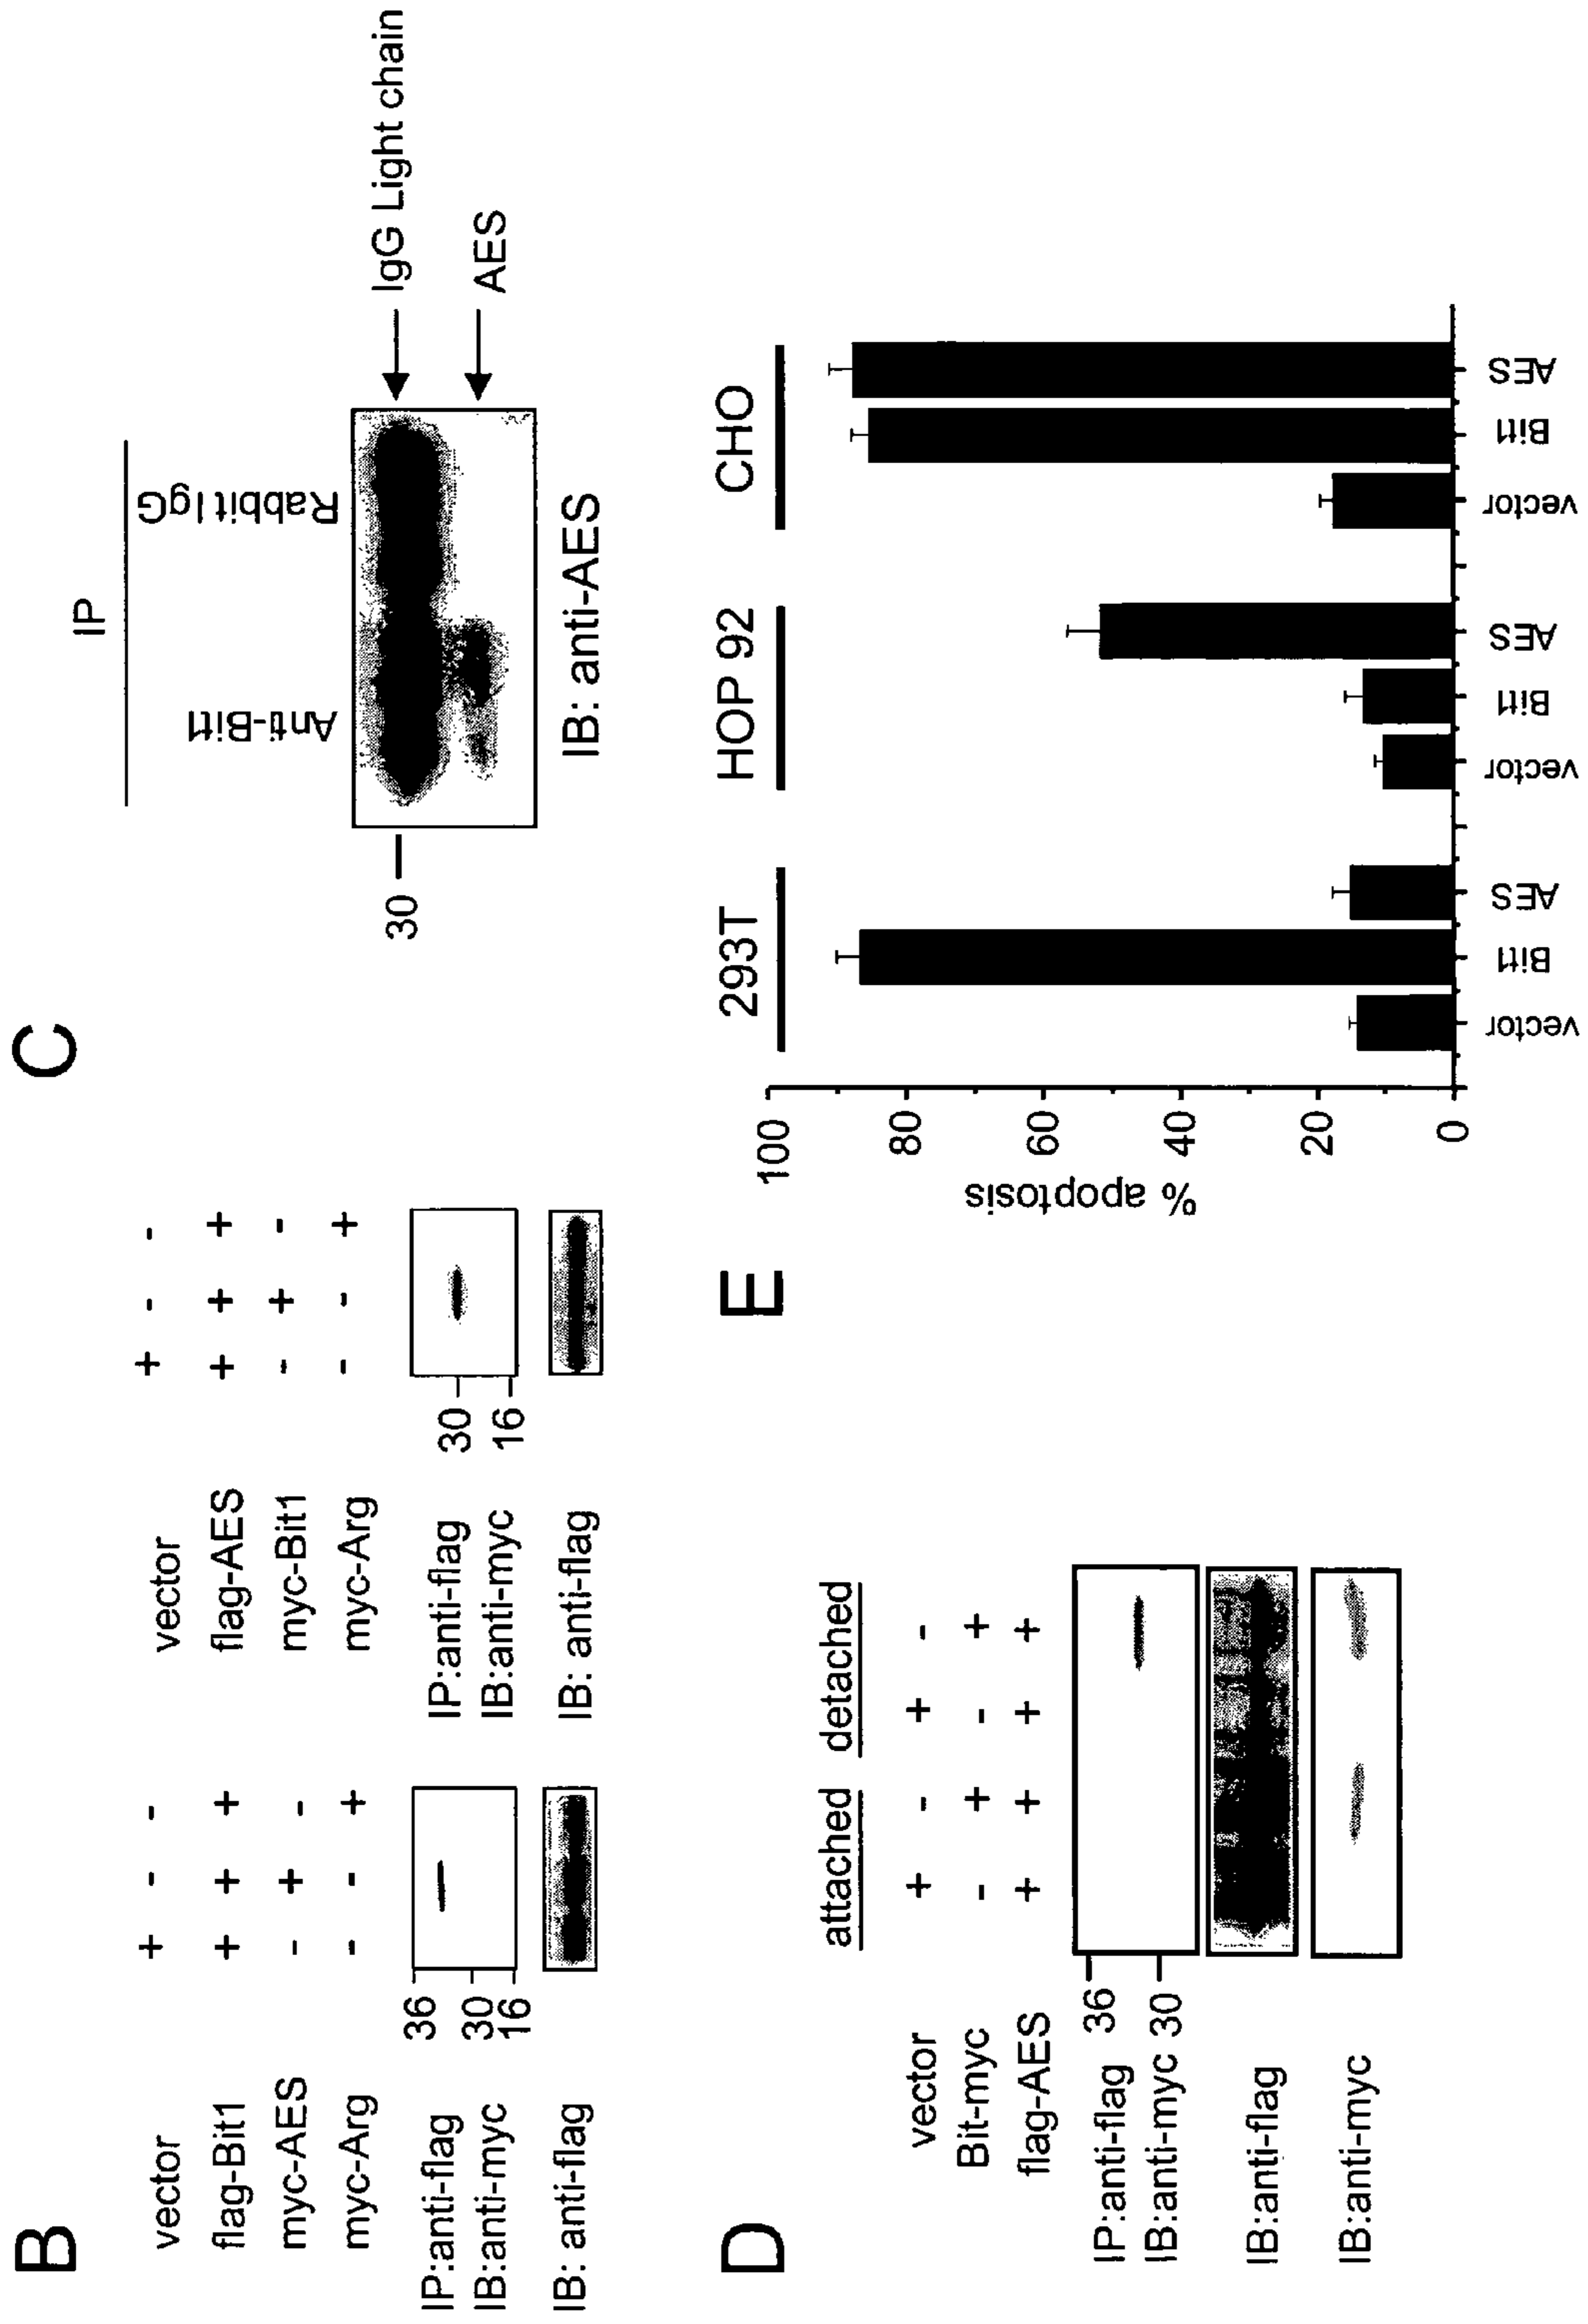 B
vector + - -
flag-Bit1 + + +
myc-AES - + -
myc-Arg - - +
36
30
16
IP:anti-flag
IB:anti-myc
IB: anti-flag
vector + - -
flag-AES + + +
myc-Bit1 - + -
myc-Arg - - +
30
16
IP:anti-flag
IB:anti-myc
IB: anti-flag
C
IP
Anti-Bit1 Rabbit IgG
30
IgG Light chain
AES
IB: anti-AES
D
attached detached
vector + - + -
Bit-myc - + - +
flag-AES + + + +
IP:anti-flag 36
IB:anti-myc 30
IB:anti-flag
IB:anti-myc
E
293T HOP 92 CHO
% apoptosis
100
80
60
40
20
0
vector Bit1 AES vector Bit1 AES vector Bit1 AES